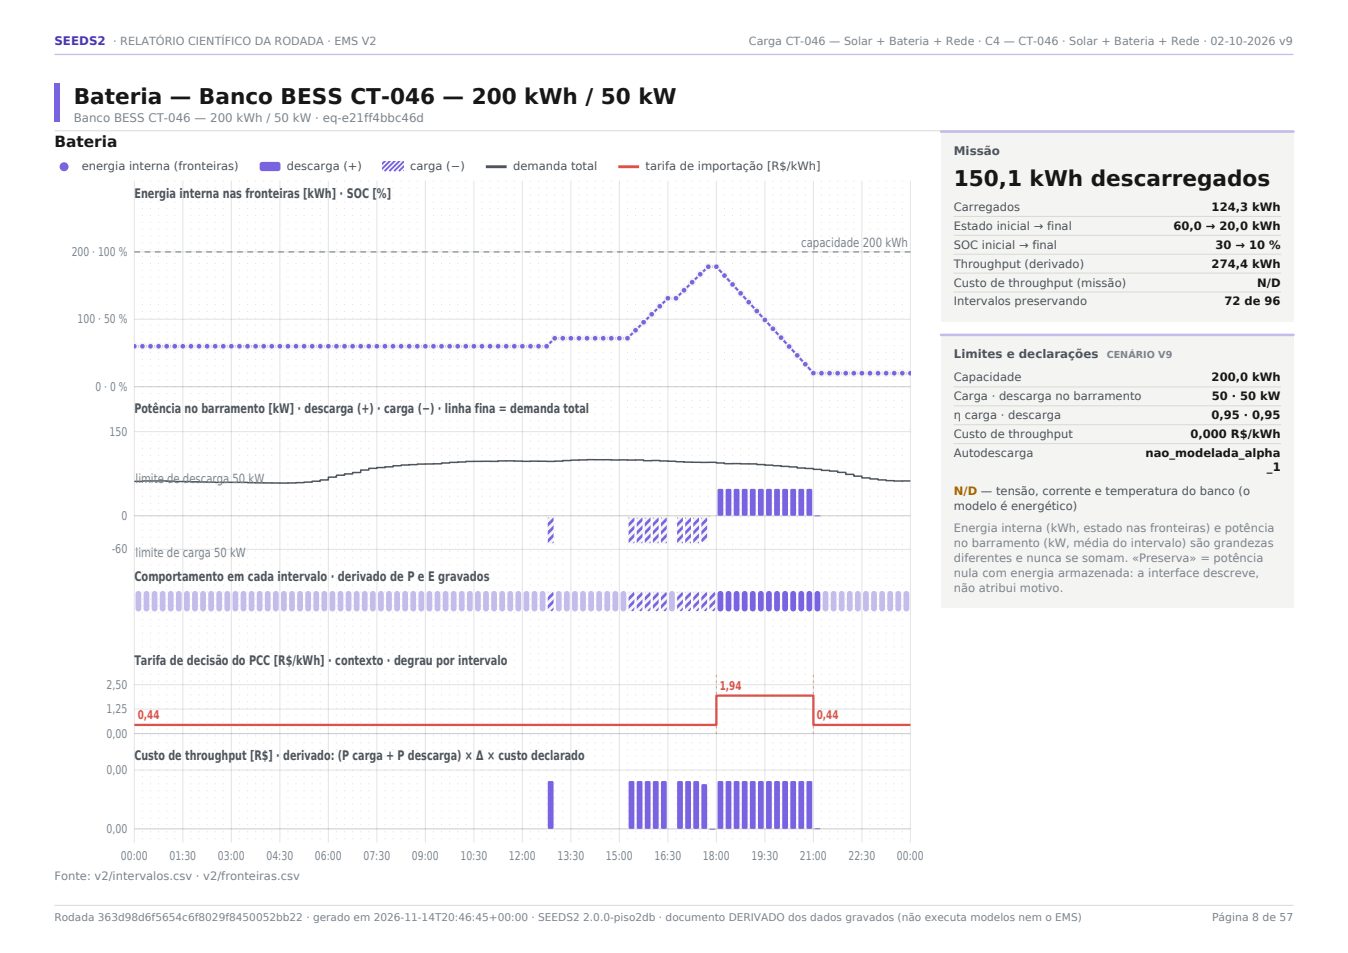 SEEDS2 · RELATÓRIO CIENTÍFICO DA RODADA · EMS V2
Carga CT-046 — Solar + Bateria + Rede · C4 — CT-046 · Solar + Bateria + Rede · 02-10-2026 v9
Bateria — Banco BESS CT-046 — 200 kWh / 50 kW
Banco BESS CT-046 — 200 kWh / 50 kW · eq-e21ff4bbc46d
Bateria
energia interna (fronteiras) descarga (+) carga (−) demanda total tarifa de importação [R$/kWh]
Energia interna nas fronteiras [kWh] · SOC [%]
capacidade 200 kWh
200 · 100 %
100 · 50 %
0 · 0 %
Potência no barramento [kW] · descarga (+) · carga (−) · linha fina = demanda total
150
limite de descarga 50 kW
0
-60
limite de carga 50 kW
Comportamento em cada intervalo · derivado de P e E gravados
Tarifa de decisão do PCC [R$/kWh] · contexto · degrau por intervalo
2,50
1,25
0,00
0,44
1,94
0,44
Custo de throughput [R$] · derivado: (P carga + P descarga) × Δ × custo declarado
0,00
0,00
00:00 01:30 03:00 04:30 06:00 07:30 09:00 10:30 12:00 13:30 15:00 16:30 18:00 19:30 21:00 22:30 00:00
Fonte: v2/intervalos.csv · v2/fronteiras.csv
Missão
150,1 kWh descarregados
Carregados 124,3 kWh
Estado inicial → final 60,0 → 20,0 kWh
SOC inicial → final 30 → 10 %
Throughput (derivado) 274,4 kWh
Custo de throughput (missão) N/D
Intervalos preservando 72 de 96
Limites e declarações CENÁRIO V9
Capacidade 200,0 kWh
Carga · descarga no barramento 50 · 50 kW
η carga · descarga 0,95 · 0,95
Custo de throughput 0,000 R$/kWh
Autodescarga nao_modelada_alpha
_1
N/D — tensão, corrente e temperatura do banco (o
modelo é energético)
Energia interna (kWh, estado nas fronteiras) e potência
no barramento (kW, média do intervalo) são grandezas
diferentes e nunca se somam. «Preserva» = potência
nula com energia armazenada: a interface descreve,
não atribui motivo.
Rodada 363d98d6f5654c6f8029f8450052bb22 · gerado em 2026-11-14T20:46:45+00:00 · SEEDS2 2.0.0-piso2db · documento DERIVADO dos dados gravados (não executa modelos nem o EMS)
Página 8 de 57